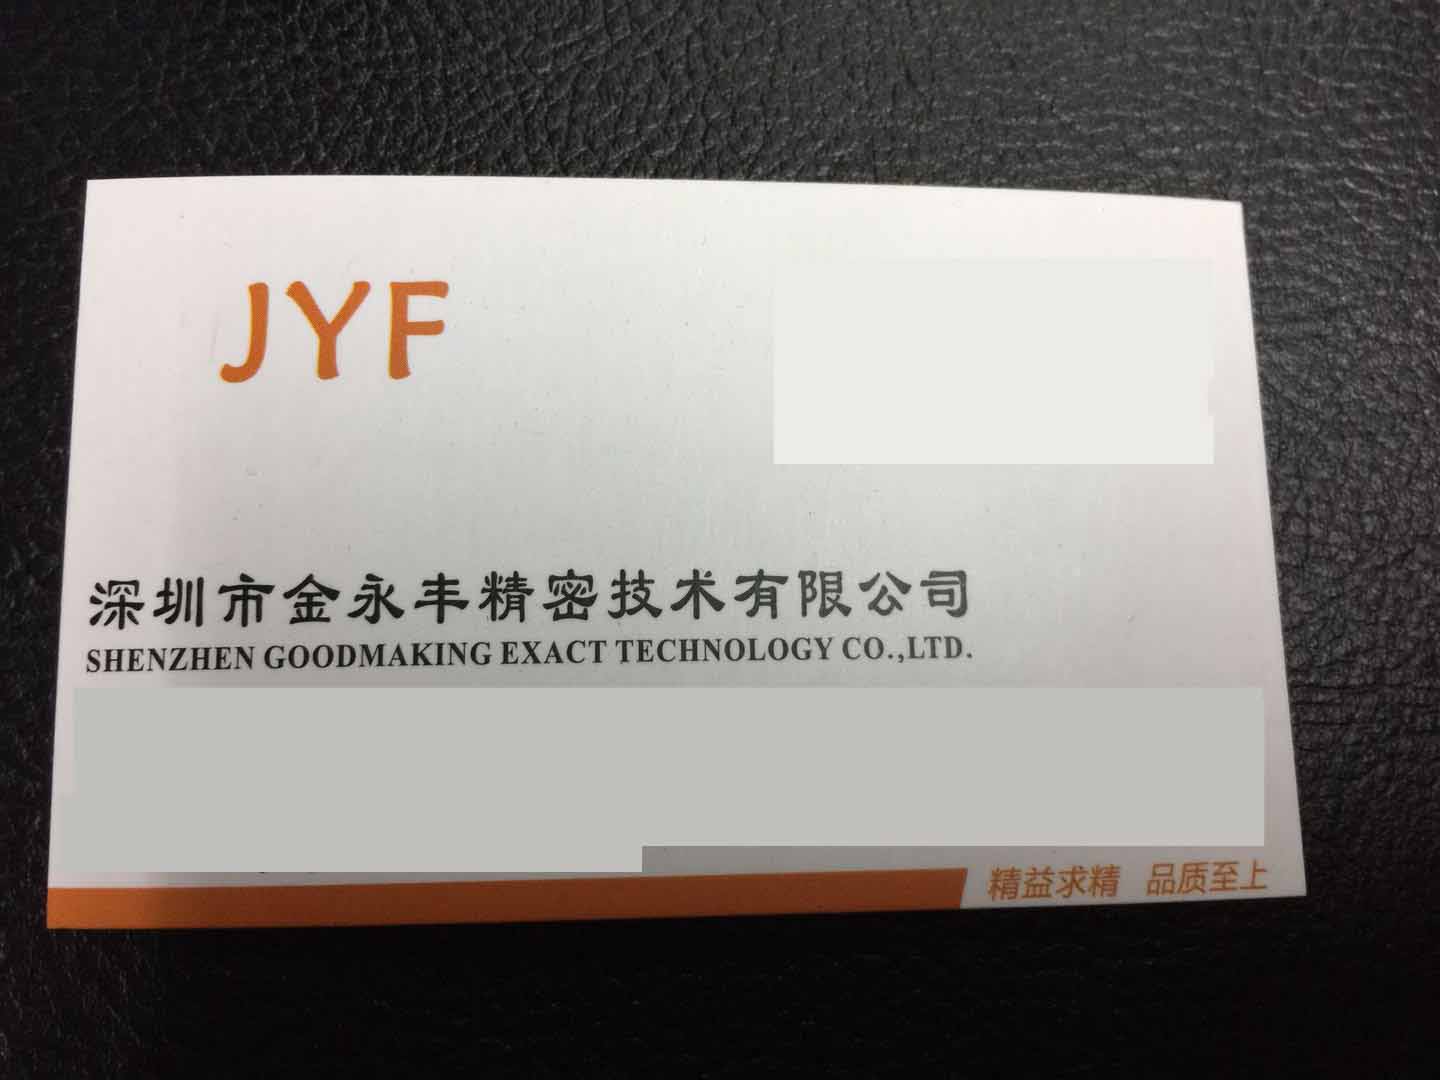 JYF
深圳市金永丰精密技术有限公司
SHENZHEN GOODMAKING EXACT TECHNOLOGY CO.,LTD.
精益求精 品质至上